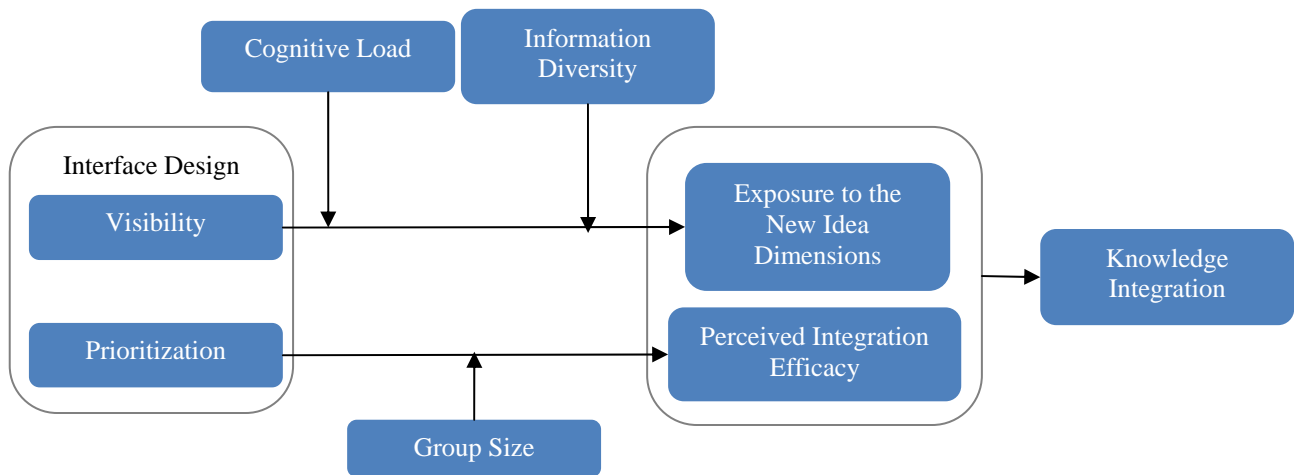 Cognitive Load
Information
Diversity
Interface Design
Visibility
Exposure to the
New Idea
Dimensions
Knowledge
Integration
Prioritization
Perceived Integration
Efficacy
Group Size